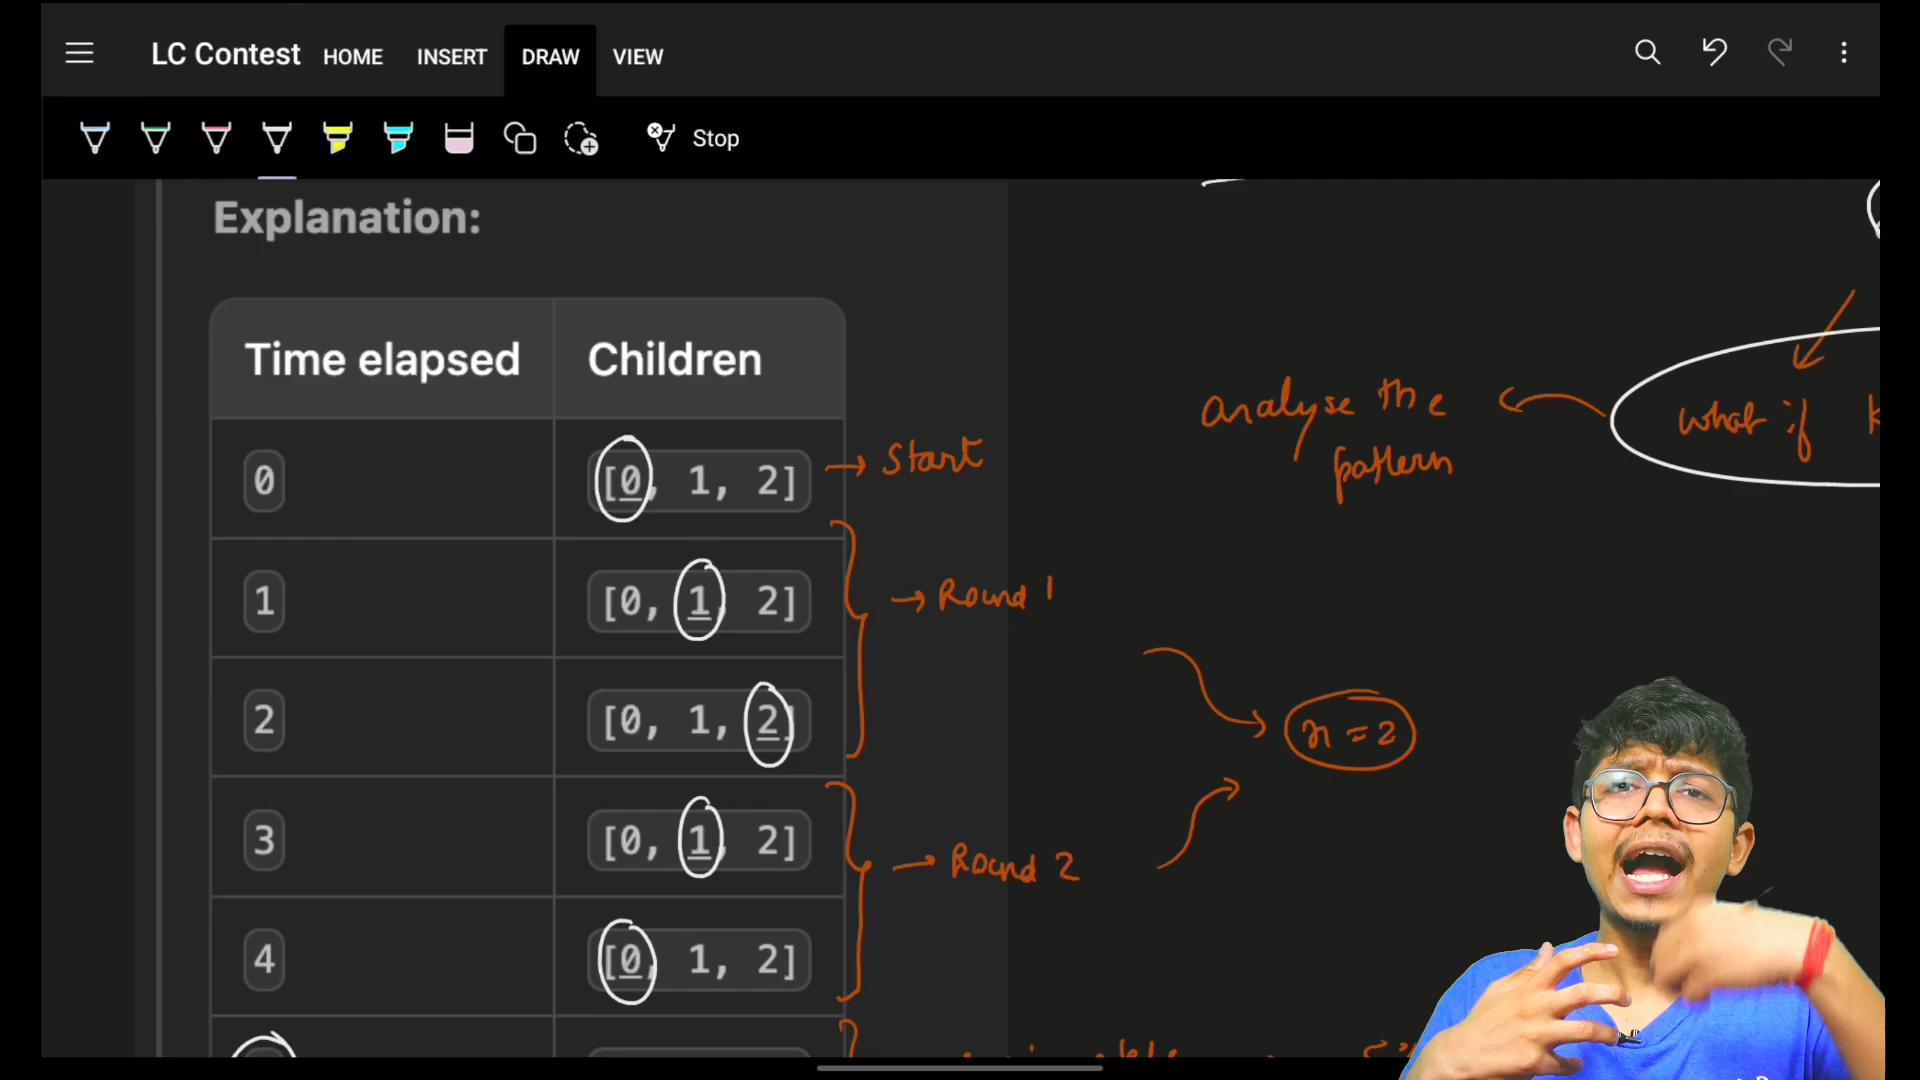 LC Contest HOME INSERT DRAW VIEW
Stop
Explanation:
Time elapsed Children
0 [0, 1, 2] → Start
1 [0, 1, 2] → Round 1
2 [0, 1, 2]
3 [0, 1, 2] → Round 2
4 [0, 1, 2]
analyse the
pattern
what if K
n = 2